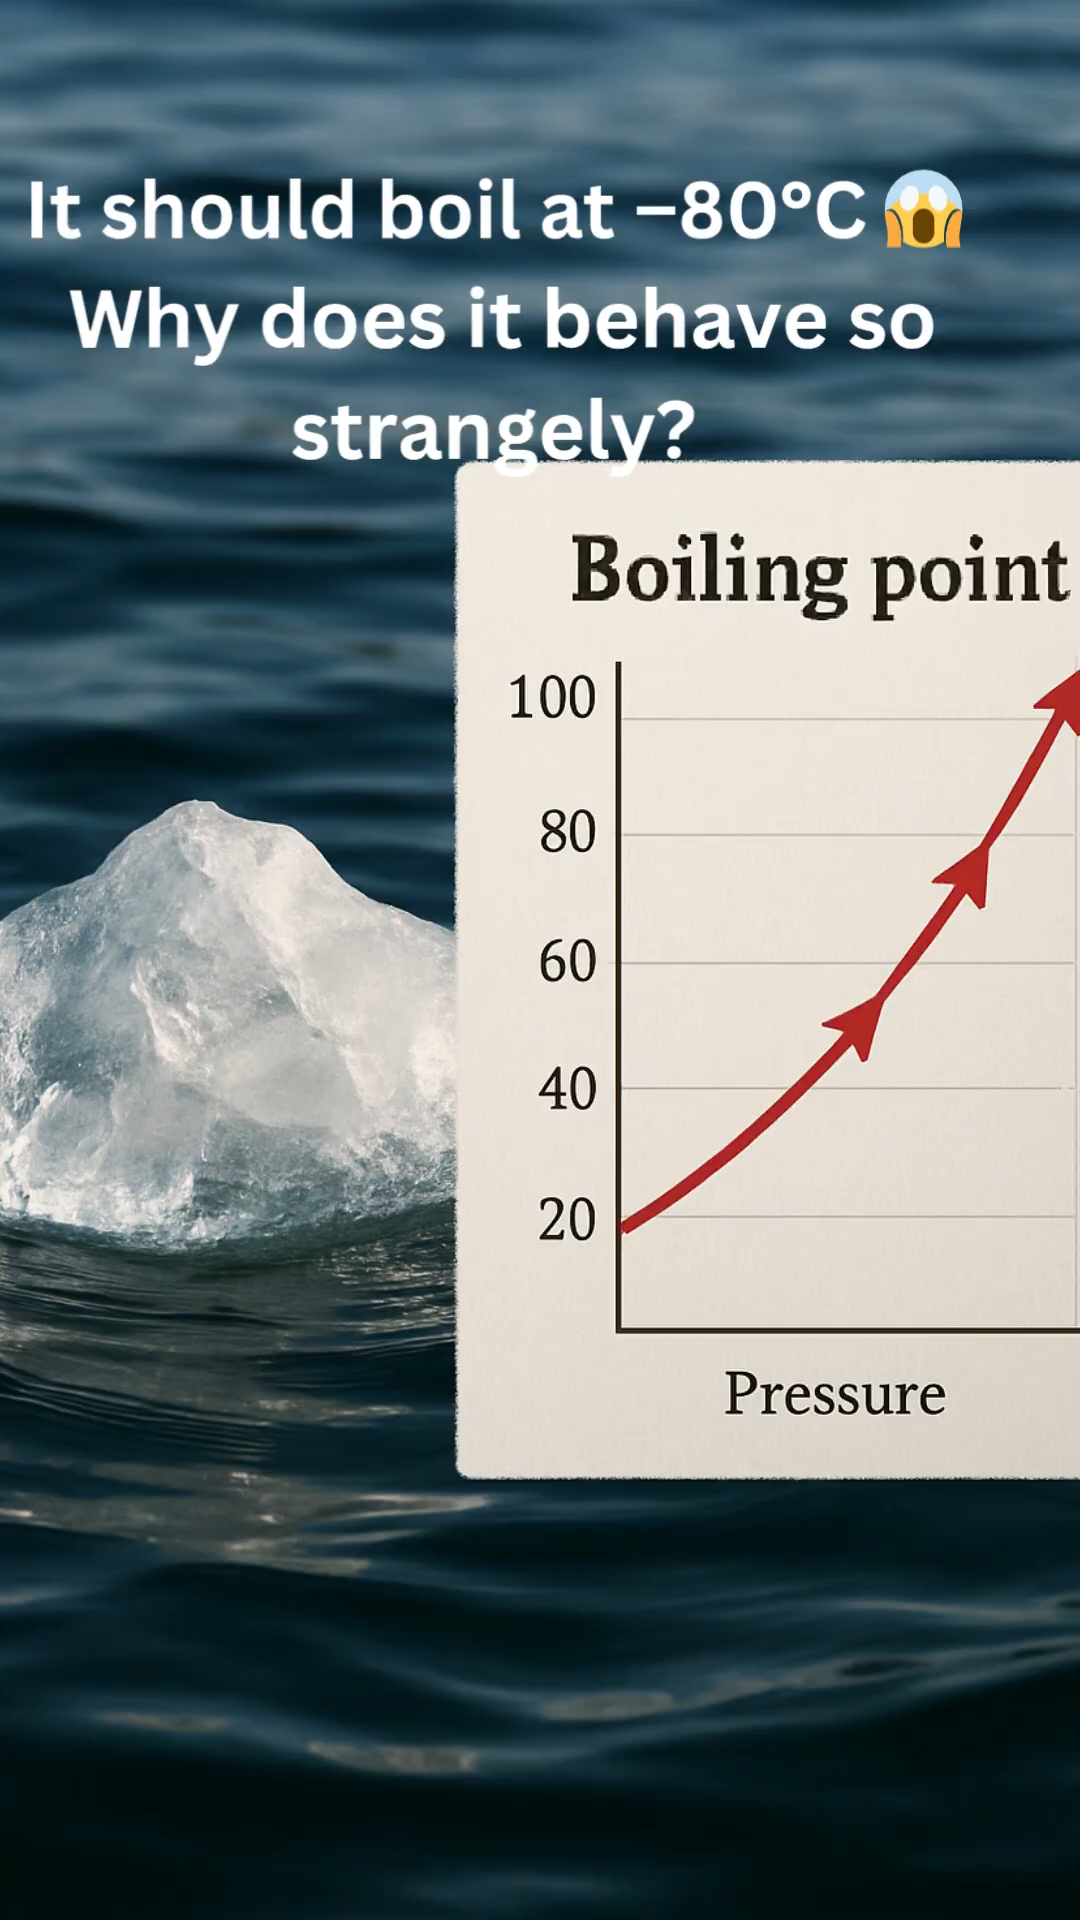 It should boil at −80°C 😱
Why does it behave so
strangely?
Boiling point
100
80
60
40
20
Pressure